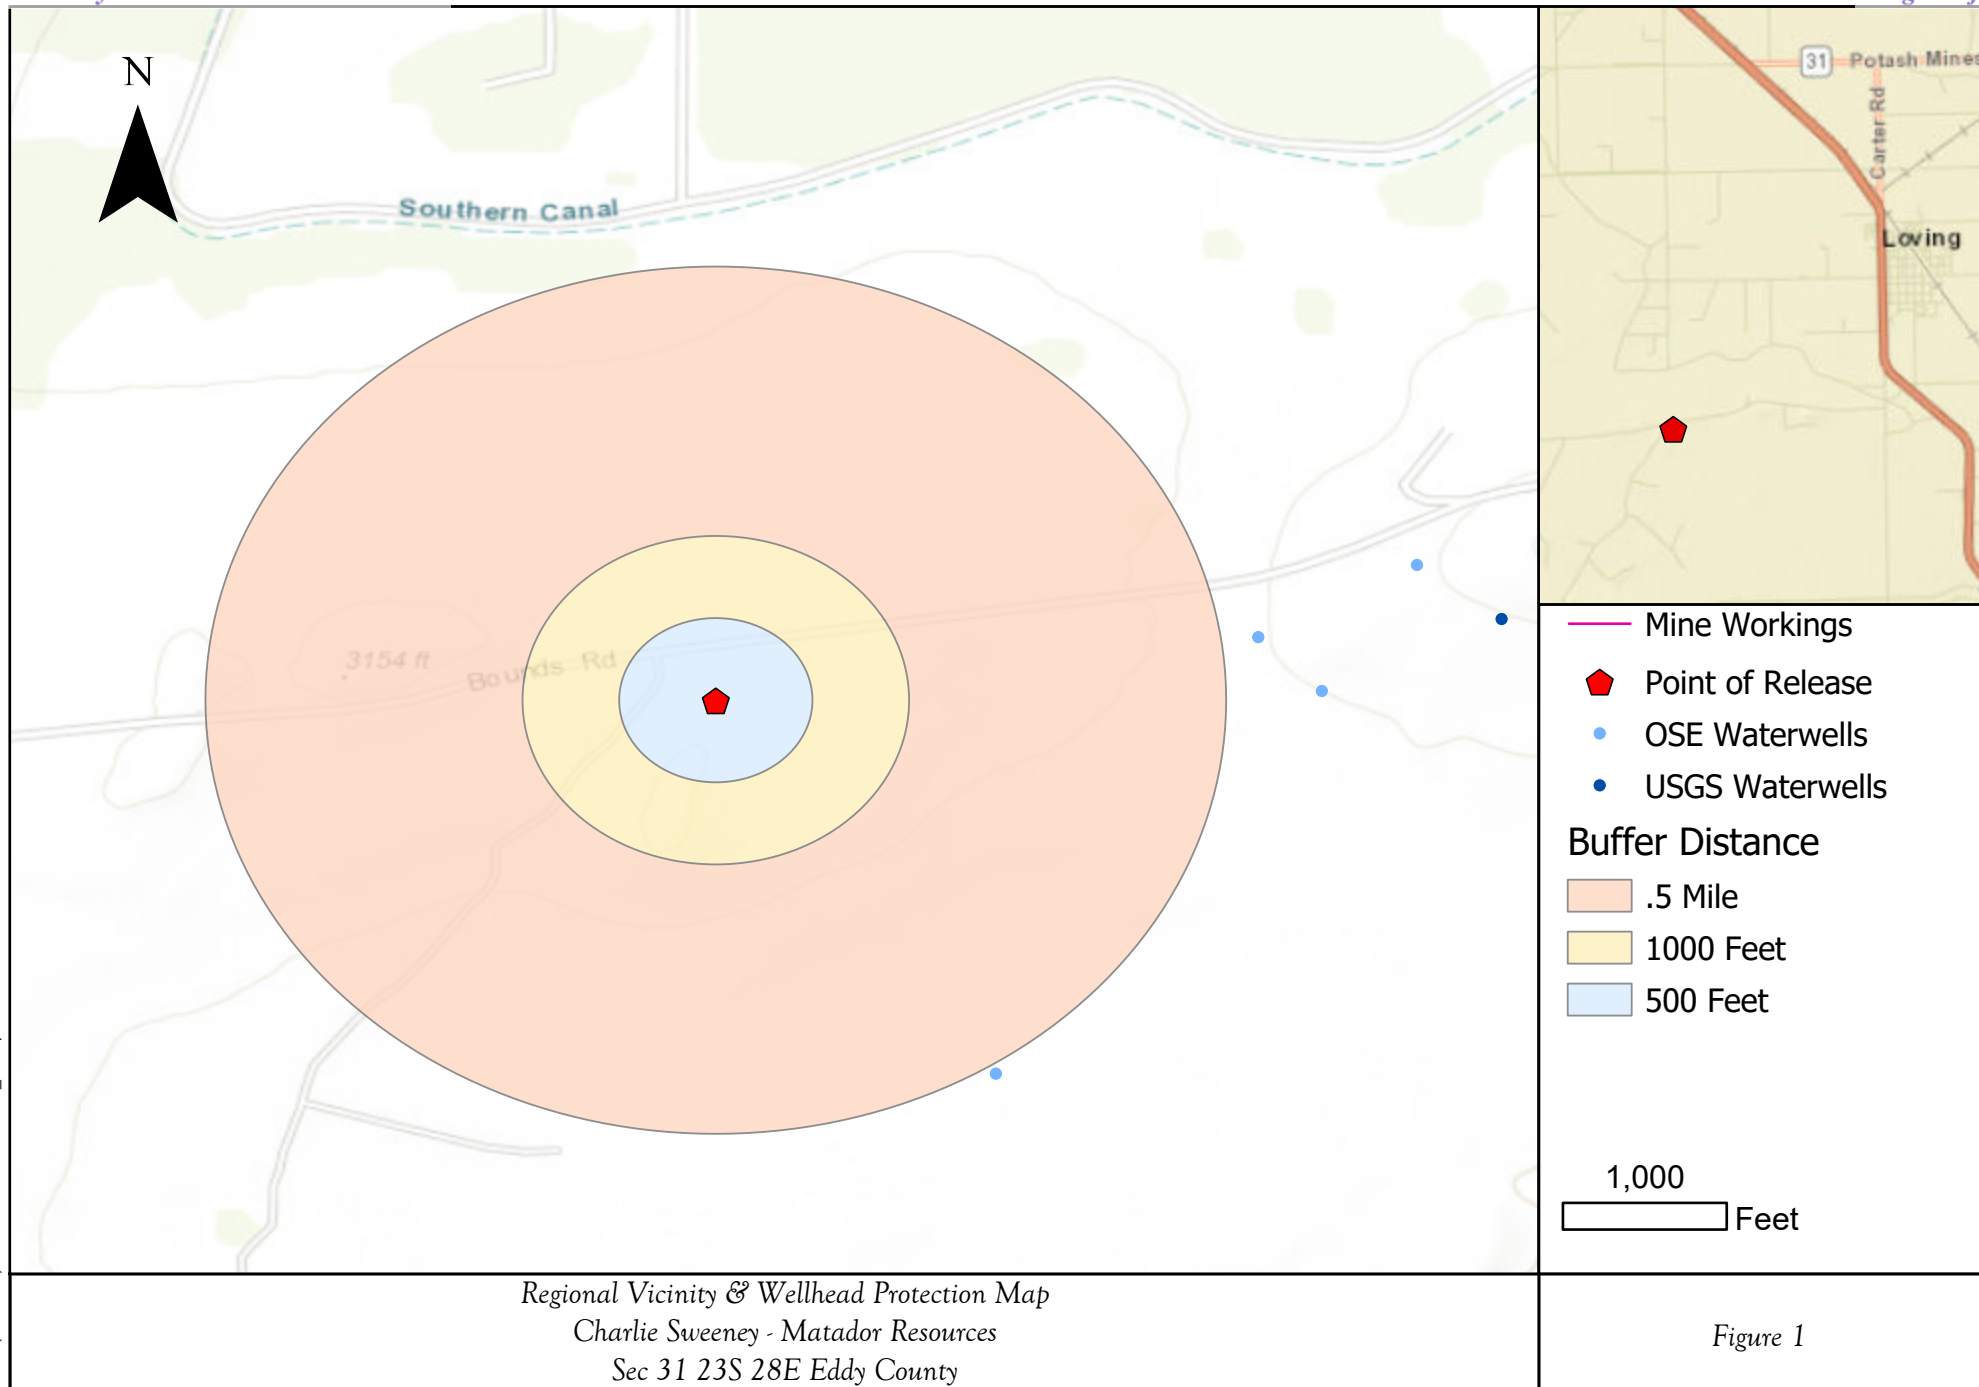 N
Southern Canal
3154 ft
Bounds Rd
31
Potash Mines
Carter Rd
Loving
Mine Workings
Point of Release
OSE Waterwells
USGS Waterwells
Buffer Distance
.5 Mile
1000 Feet
500 Feet
1,000
Feet
Regional Vicinity & Wellhead Protection Map
Charlie Sweeney - Matador Resources
Sec 31 23S 28E Eddy County
Figure 1